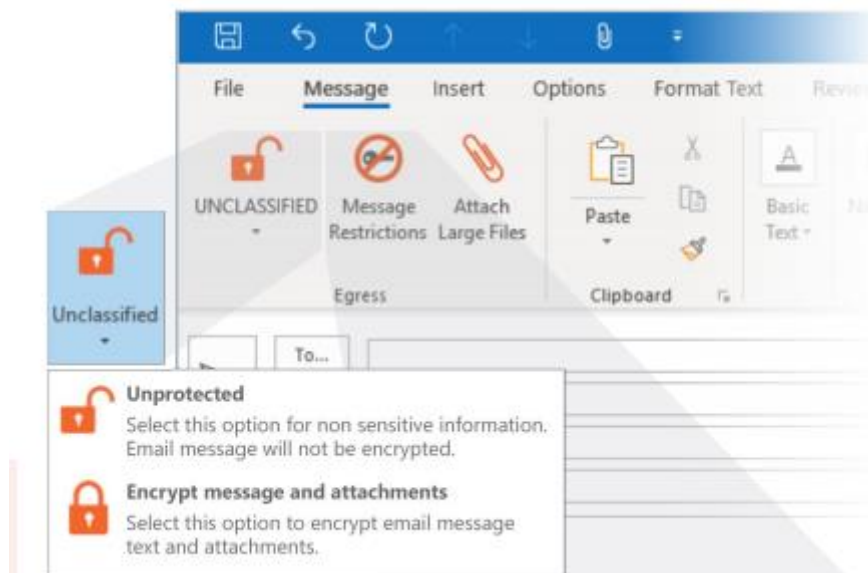 File Message Insert Options Format Text Review
UNCLASSIFIED Message Restrictions Attach Large Files Paste Basic Text
Egress Clipboard
Unclassified
To...
Unprotected
Select this option for non sensitive information.
Email message will not be encrypted.
Encrypt message and attachments
Select this option to encrypt email message
text and attachments.